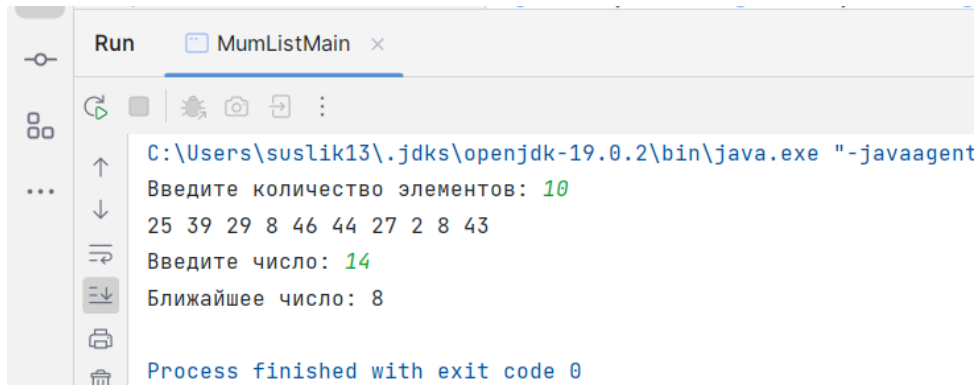 Run MumListMain ×
C:\Users\suslik13\.jdks\openjdk-19.0.2\bin\java.exe "-javaagent
Введите количество элементов: 10
25 39 29 8 46 44 27 2 8 43
Введите число: 14
Ближайшее число: 8
Process finished with exit code 0